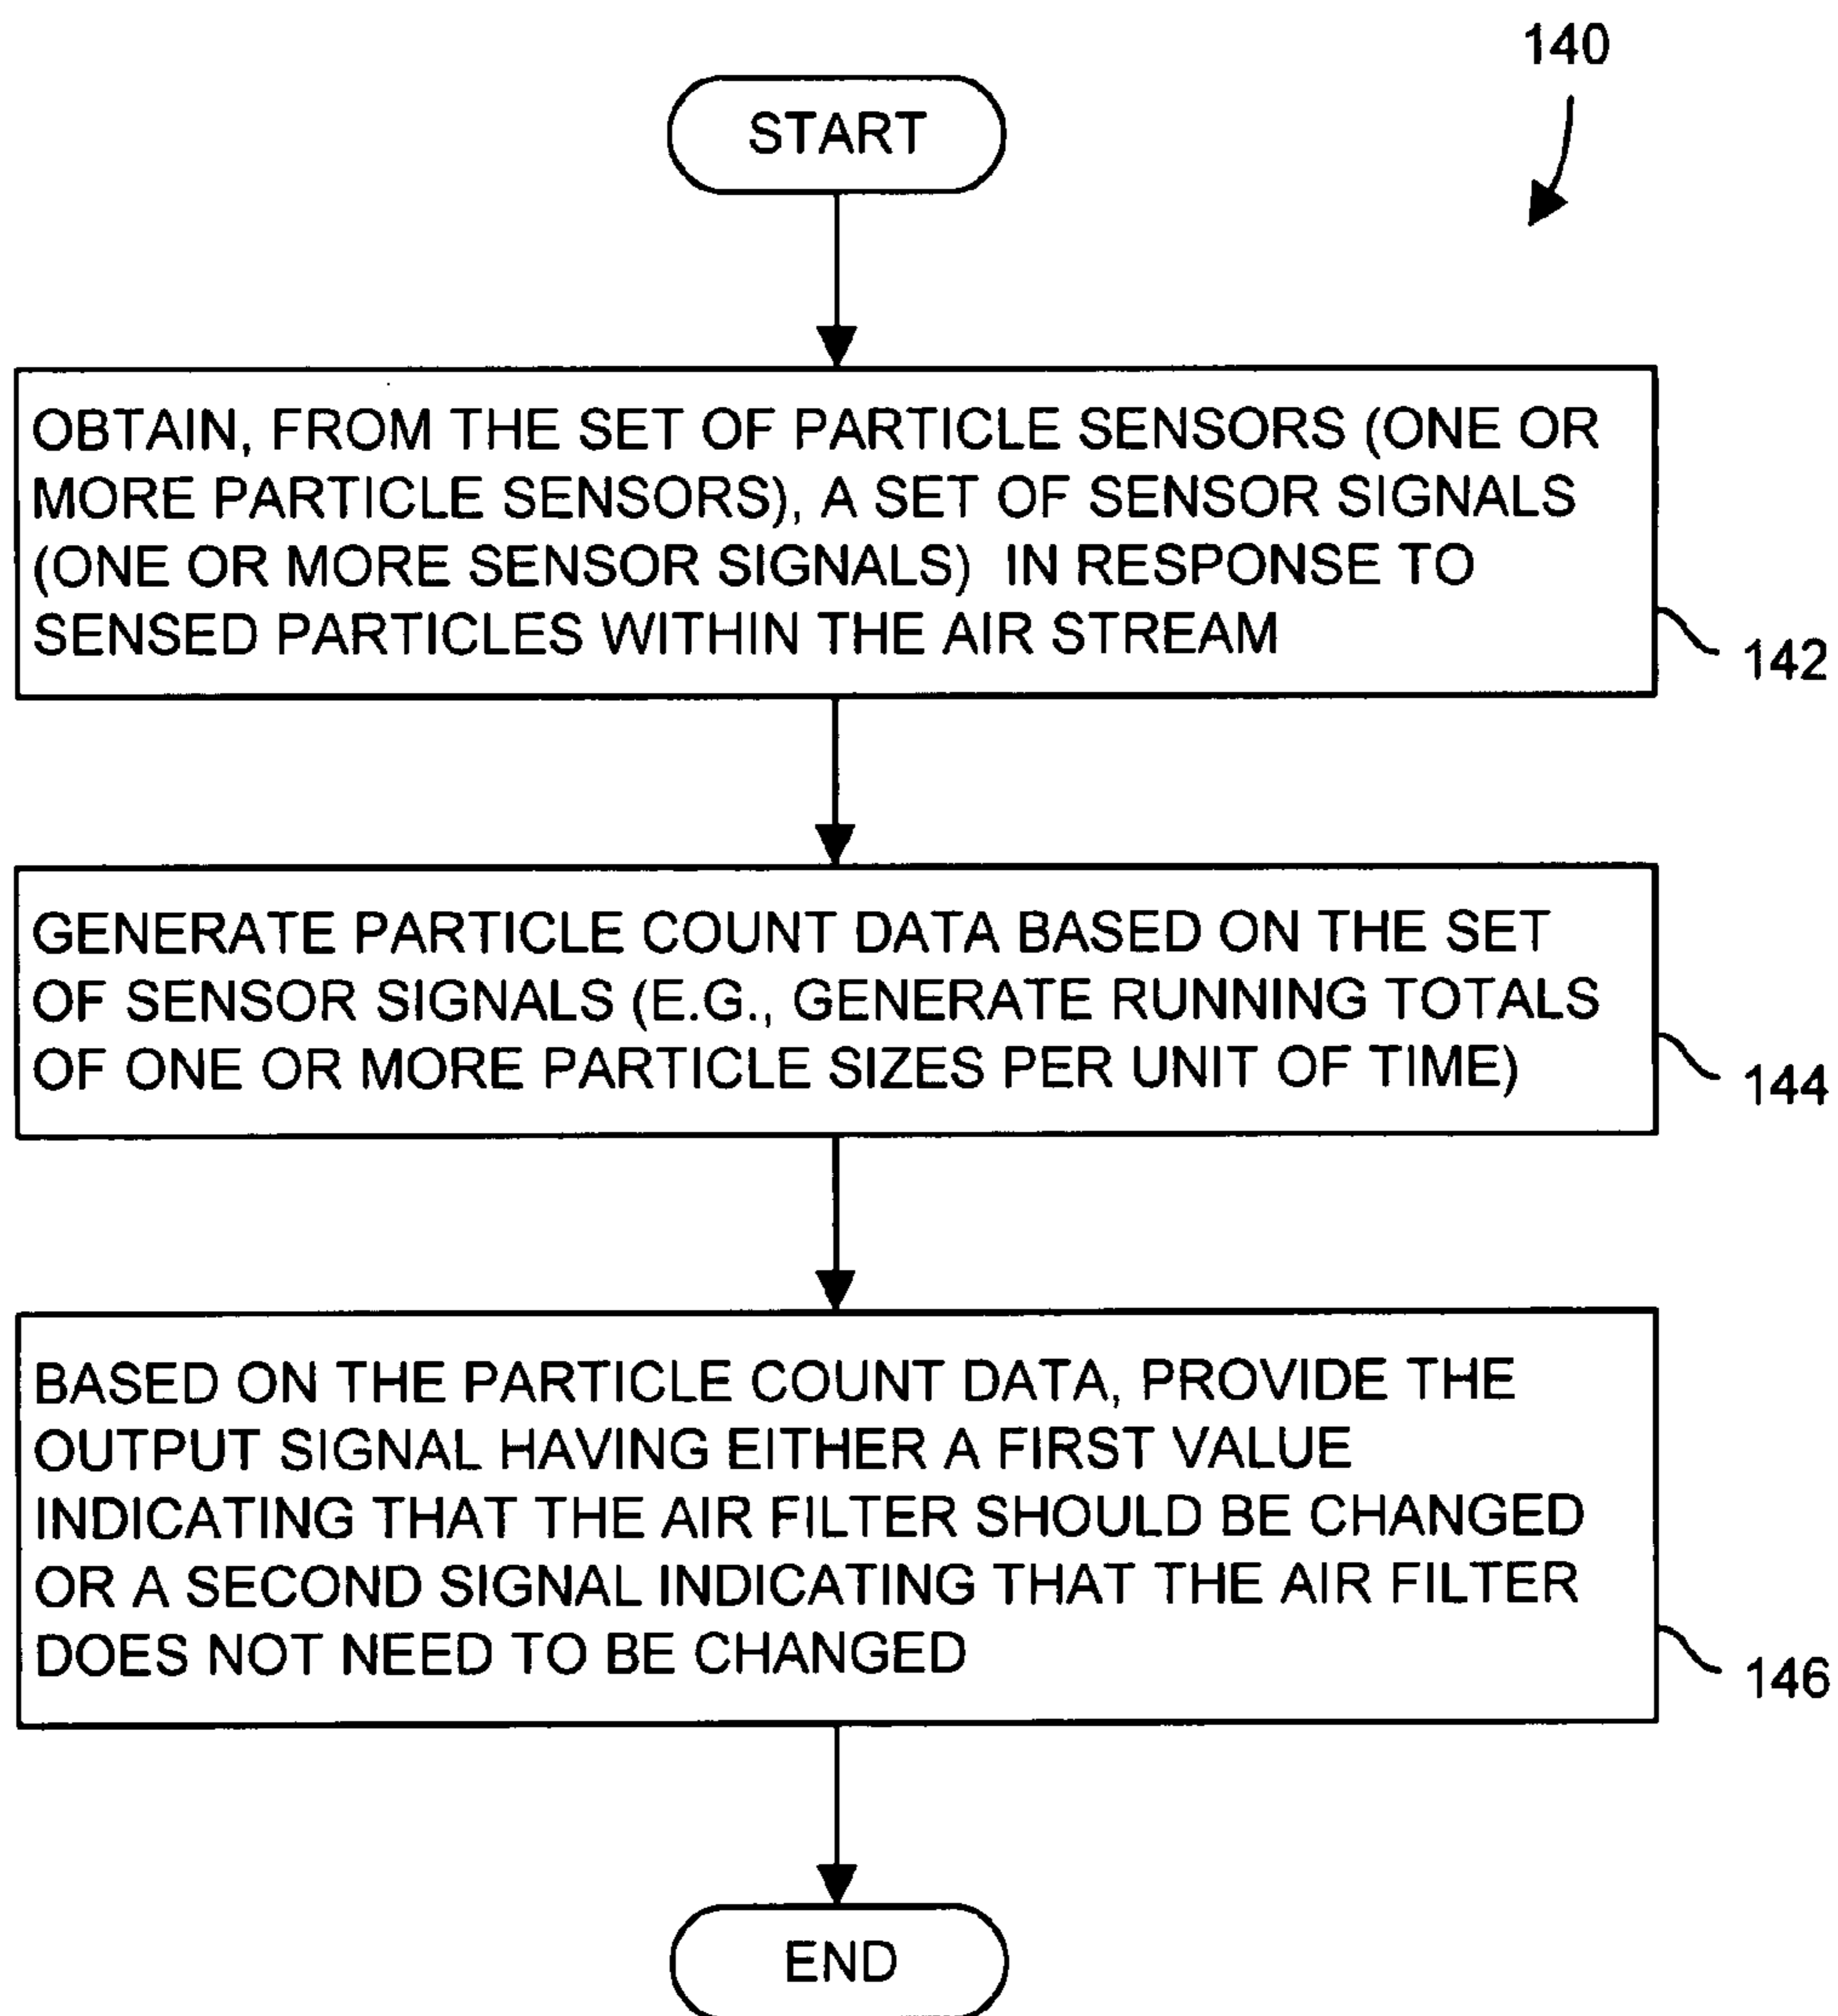 140
START
OBTAIN, FROM THE SET OF PARTICLE SENSORS (ONE OR
MORE PARTICLE SENSORS), A SET OF SENSOR SIGNALS
(ONE OR MORE SENSOR SIGNALS) IN RESPONSE TO
SENSED PARTICLES WITHIN THE AIR STREAM
142
GENERATE PARTICLE COUNT DATA BASED ON THE SET
OF SENSOR SIGNALS (E.G., GENERATE RUNNING TOTALS
OF ONE OR MORE PARTICLE SIZES PER UNIT OF TIME)
144
BASED ON THE PARTICLE COUNT DATA, PROVIDE THE
OUTPUT SIGNAL HAVING EITHER A FIRST VALUE
INDICATING THAT THE AIR FILTER SHOULD BE CHANGED
OR A SECOND SIGNAL INDICATING THAT THE AIR FILTER
DOES NOT NEED TO BE CHANGED
146
END